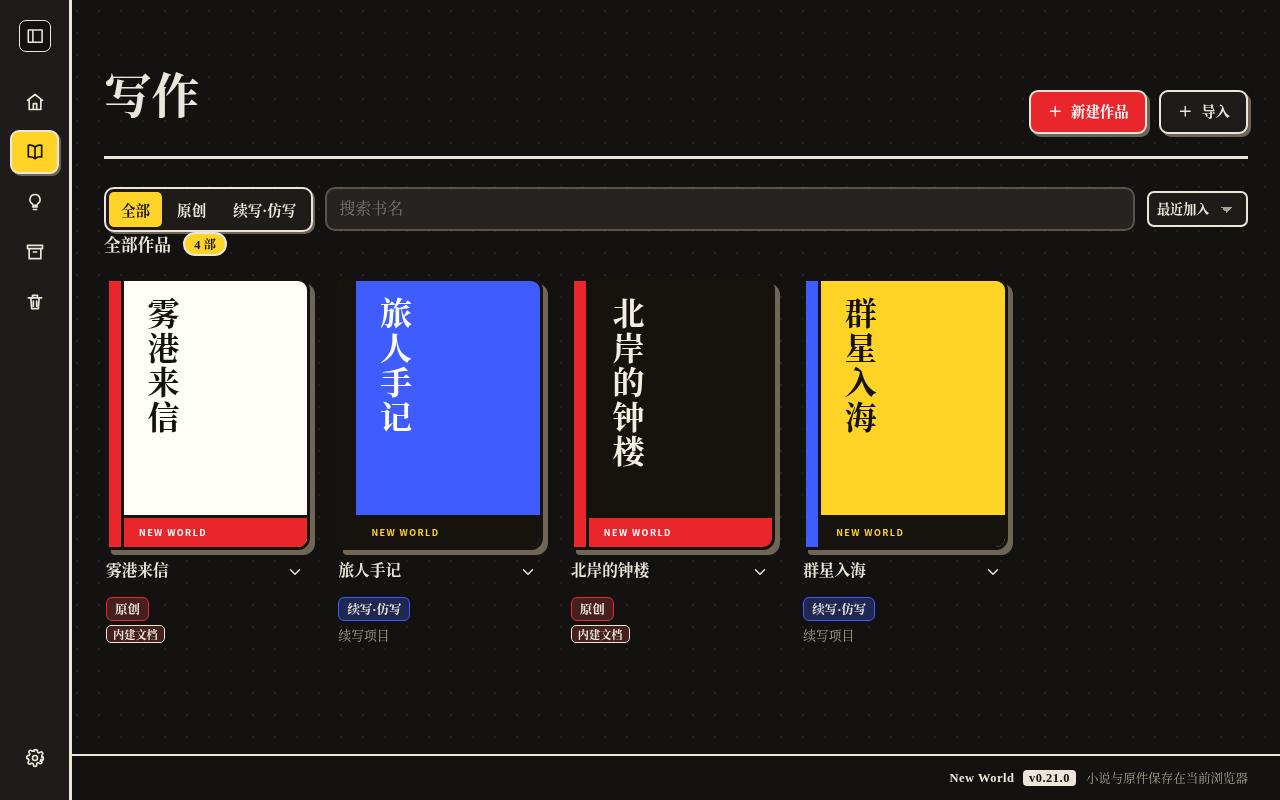 写作
新建作品
导入
全部
原创
续写·仿写
搜索书名
最近加入
全部作品
4 部
雾港来信
NEW WORLD
旅人手记
NEW WORLD
北岸的钟楼
NEW WORLD
群星入海
NEW WORLD
雾港来信
原创
内建文档
旅人手记
续写·仿写
续写项目
北岸的钟楼
原创
内建文档
群星入海
续写·仿写
续写项目
New World v0.21.0 小说与原件保存在当前浏览器